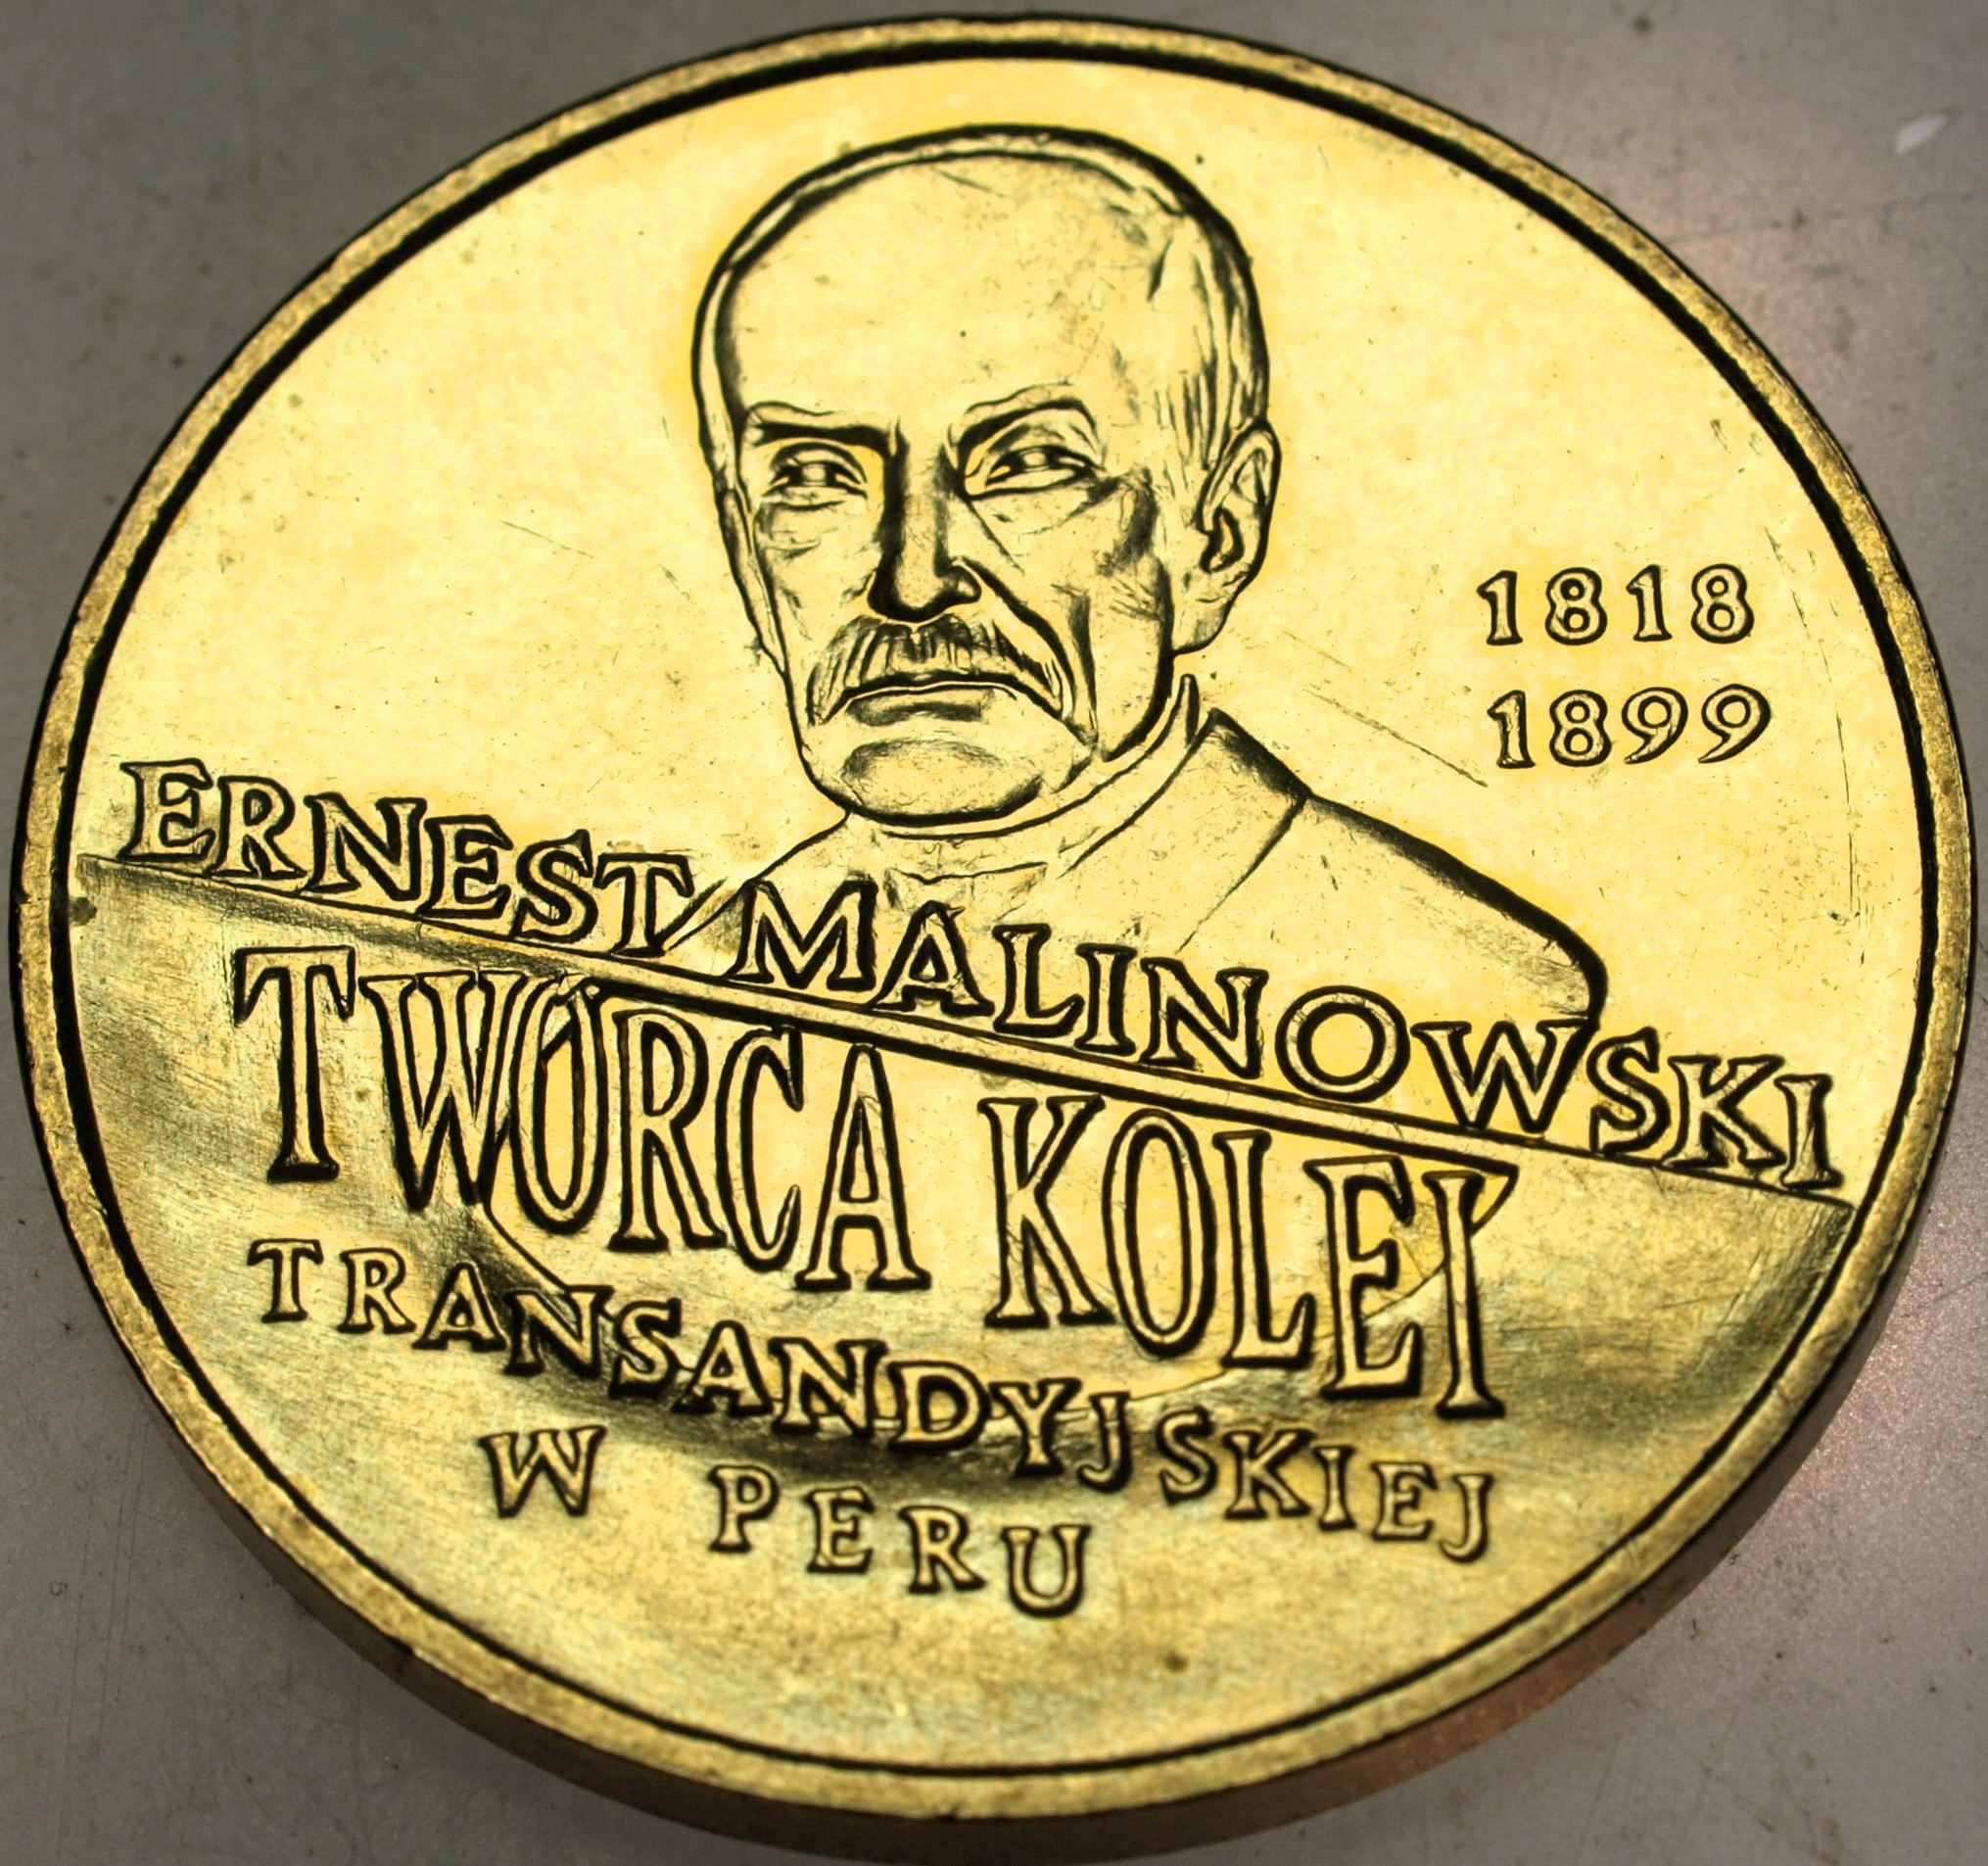 1818
1899
ERNEST MALINOWSKI
TWÓRCA KOLEI
TRANSANDYJSKIEJ
W PERU